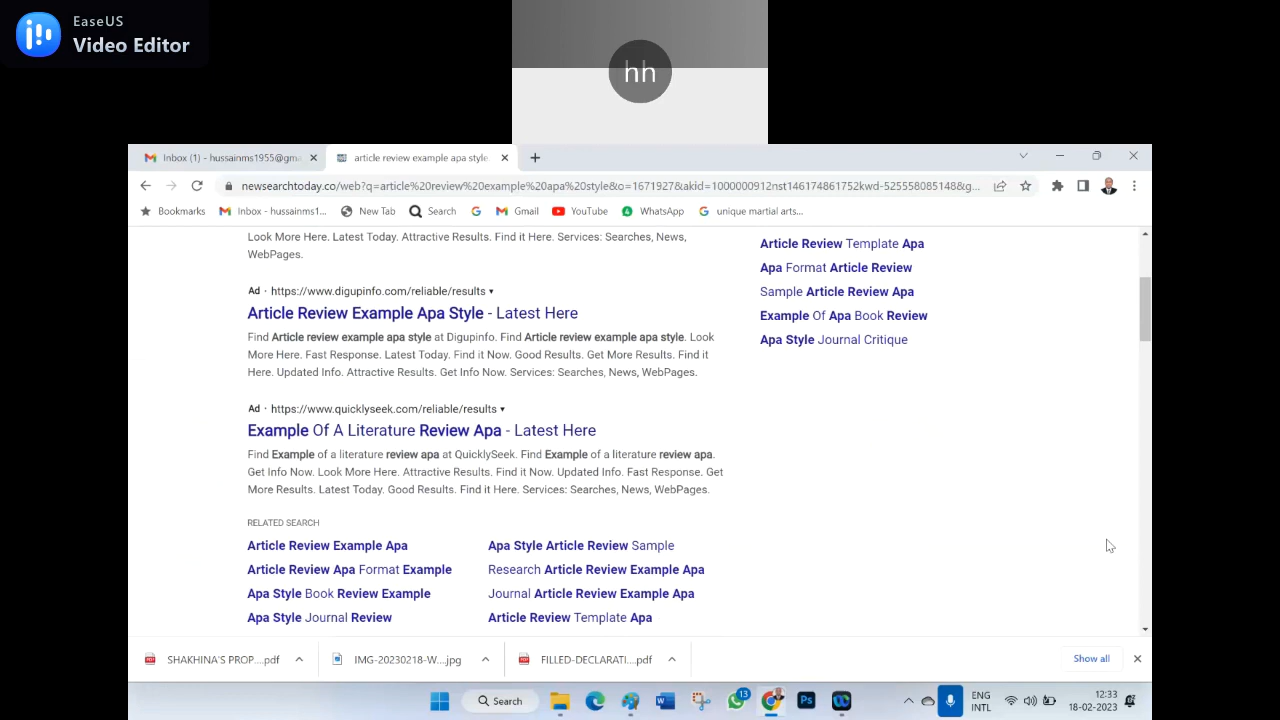 EaseUS
Video Editor
hh
Inbox (1) - hussainms1955@gma
article review example apa style.
newsearchtoday.co/web?q=article%20review%20example%20apa%20style&o=1671927&akid=1000000912nst146174861752kwd-525558085148&g...
Bookmarks
Inbox - hussainms1...
New Tab
Search
Gmail
YouTube
WhatsApp
unique martial arts...
Look More Here. Latest Today. Attractive Results. Find it Here. Services: Searches, News,
WebPages.
Ad · https://www.digupinfo.com/reliable/results
Article Review Example Apa Style - Latest Here
Find Article review example apa style at Digupinfo. Find Article review example apa style. Look
More Here. Fast Response. Latest Today. Find it Now. Good Results. Get More Results. Find it
Here. Updated Info. Attractive Results. Get Info Now. Services: Searches, News, WebPages.
Ad · https://www.quicklyseek.com/reliable/results
Example Of A Literature Review Apa - Latest Here
Find Example of a literature review apa at QuicklySeek. Find Example of a literature review apa.
Get Info Now. Look More Here. Attractive Results. Find it Now. Updated Info. Fast Response. Get
More Results. Latest Today. Good Results. Find it Here. Services: Searches, News, WebPages.
RELATED SEARCH
Article Review Example Apa
Article Review Apa Format Example
Apa Style Book Review Example
Apa Style Journal Review
Apa Style Article Review Sample
Research Article Review Example Apa
Journal Article Review Example Apa
Article Review Template Apa
Article Review Template Apa
Apa Format Article Review
Sample Article Review Apa
Example Of Apa Book Review
Apa Style Journal Critique
SHAKHINA'S PROP....pdf
IMG-20230218-W....jpg
FILLED-DECLARATI....pdf
Show all
Search
13
Ps
ENG
INTL
12:33
18-02-2023